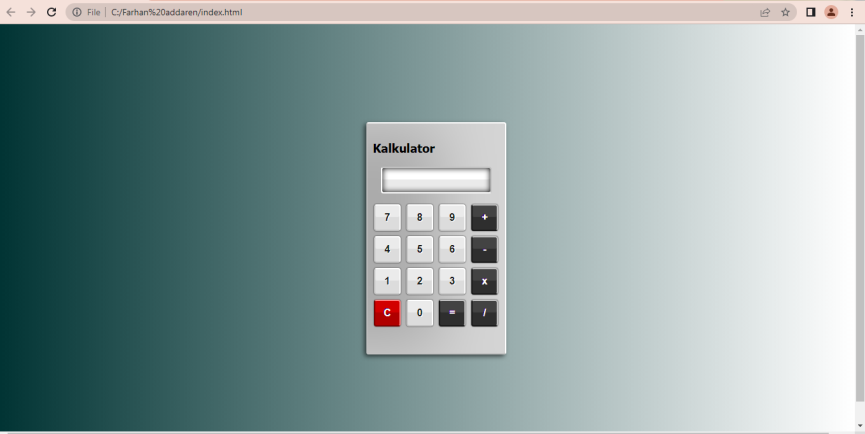 File | C:/Farhan%20addaren/index.html
Kalkulator
7 8 9 +
4 5 6 -
1 2 3 x
C 0 = /